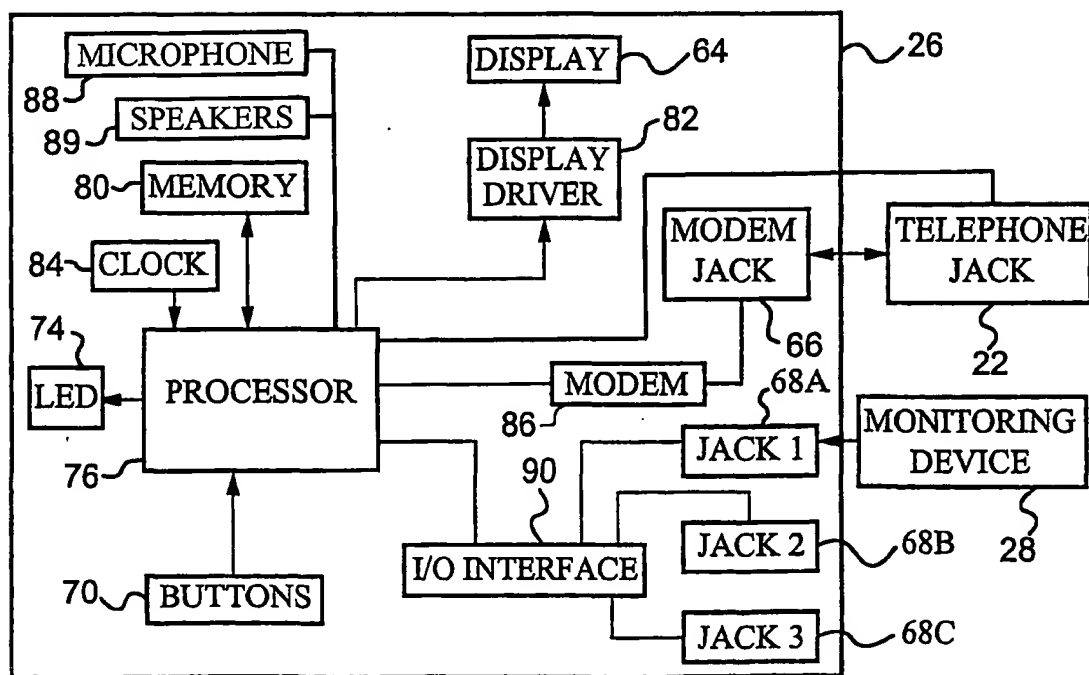 MICROPHONE
88
SPEAKERS
89
80
MEMORY
84
CLOCK
74
LED
PROCESSOR
76
70
BUTTONS
DISPLAY
64
26
DISPLAY
DRIVER
82
MODEM
JACK
66
TELEPHONE
JACK
22
MODEM
86
68A
JACK 1
MONITORING
DEVICE
28
90
I/O INTERFACE
JACK 2
68B
JACK 3
68C